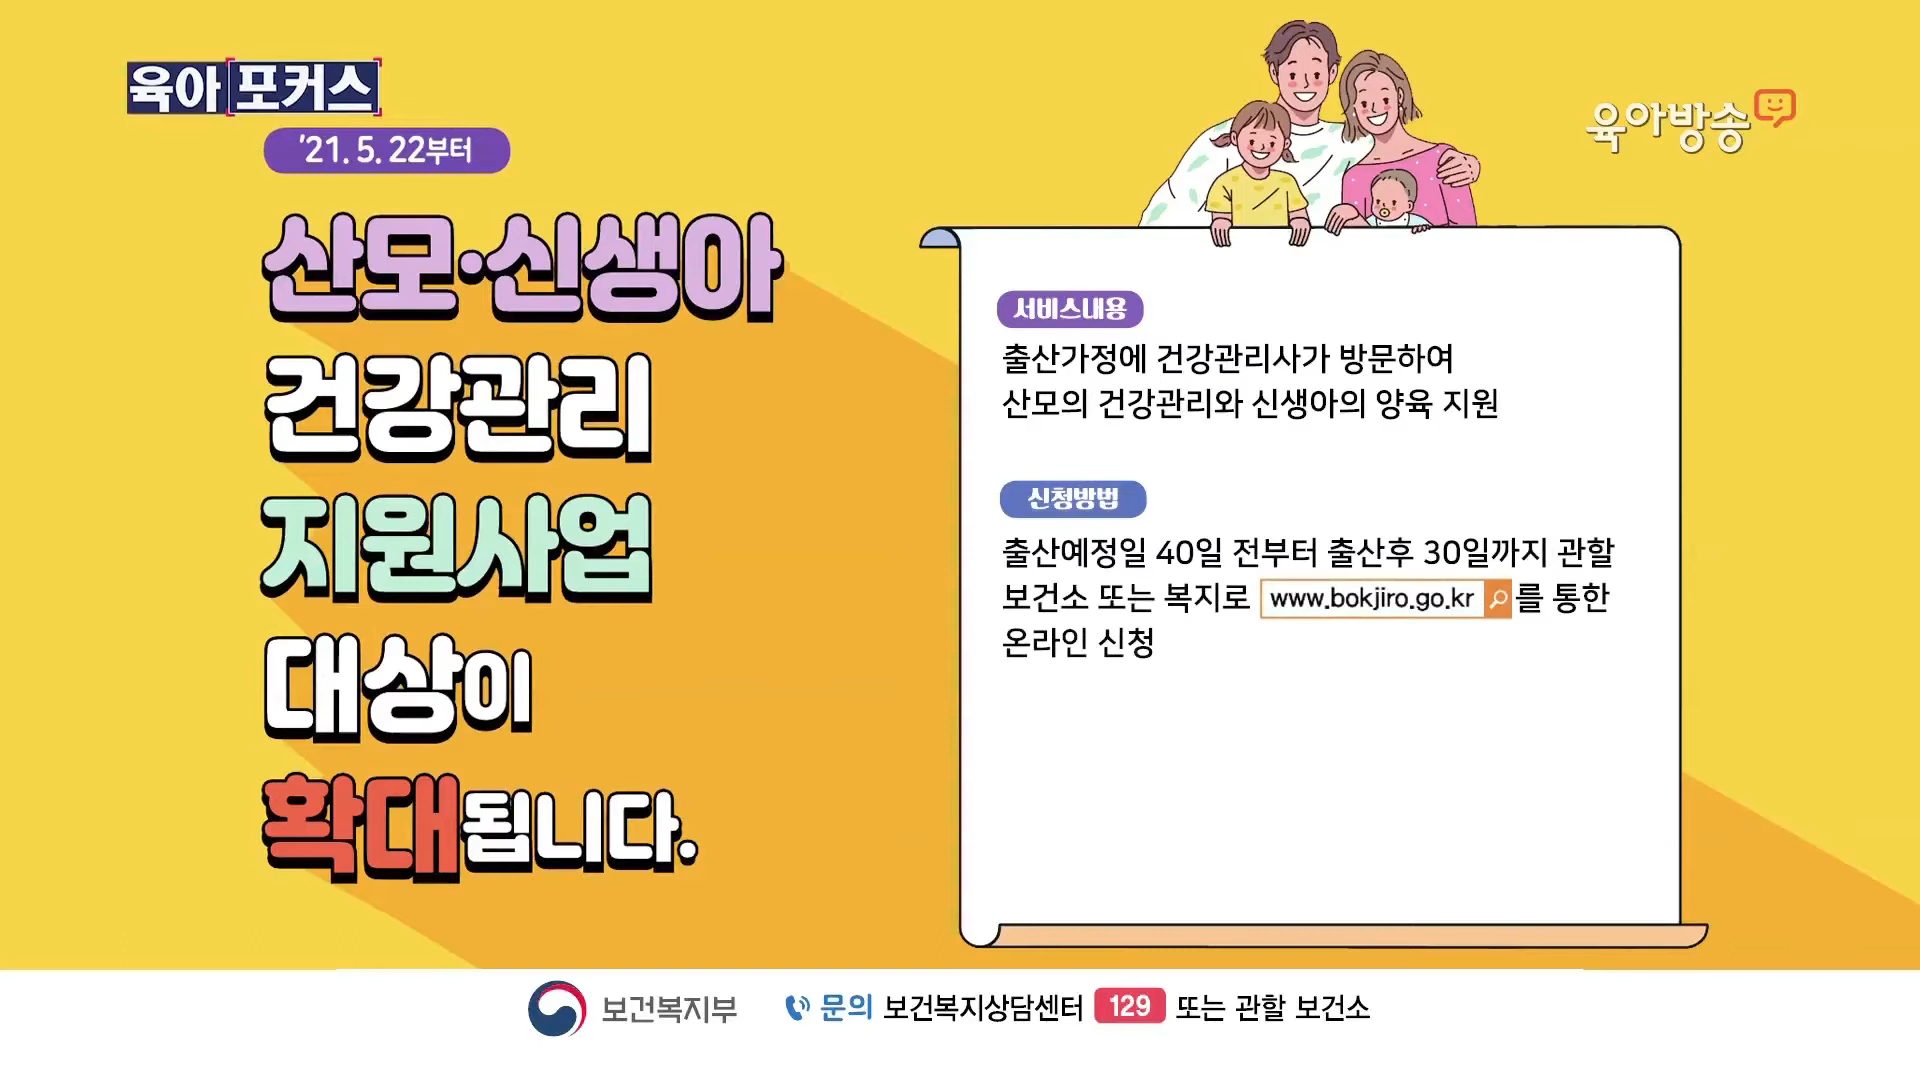 육아포커스
'21. 5. 22부터
산모·신생아
건강관리
지원사업
대상이
확대됩니다.
육아방송
서비스내용
출산가정에 건강관리사가 방문하여
산모의 건강관리와 신생아의 양육 지원
신청방법
출산예정일 40일 전부터 출산후 30일까지 관할
보건소 또는 복지로 www.bokjiro.go.kr 를 통한
온라인 신청
보건복지부 문의 보건복지상담센터 129 또는 관할 보건소